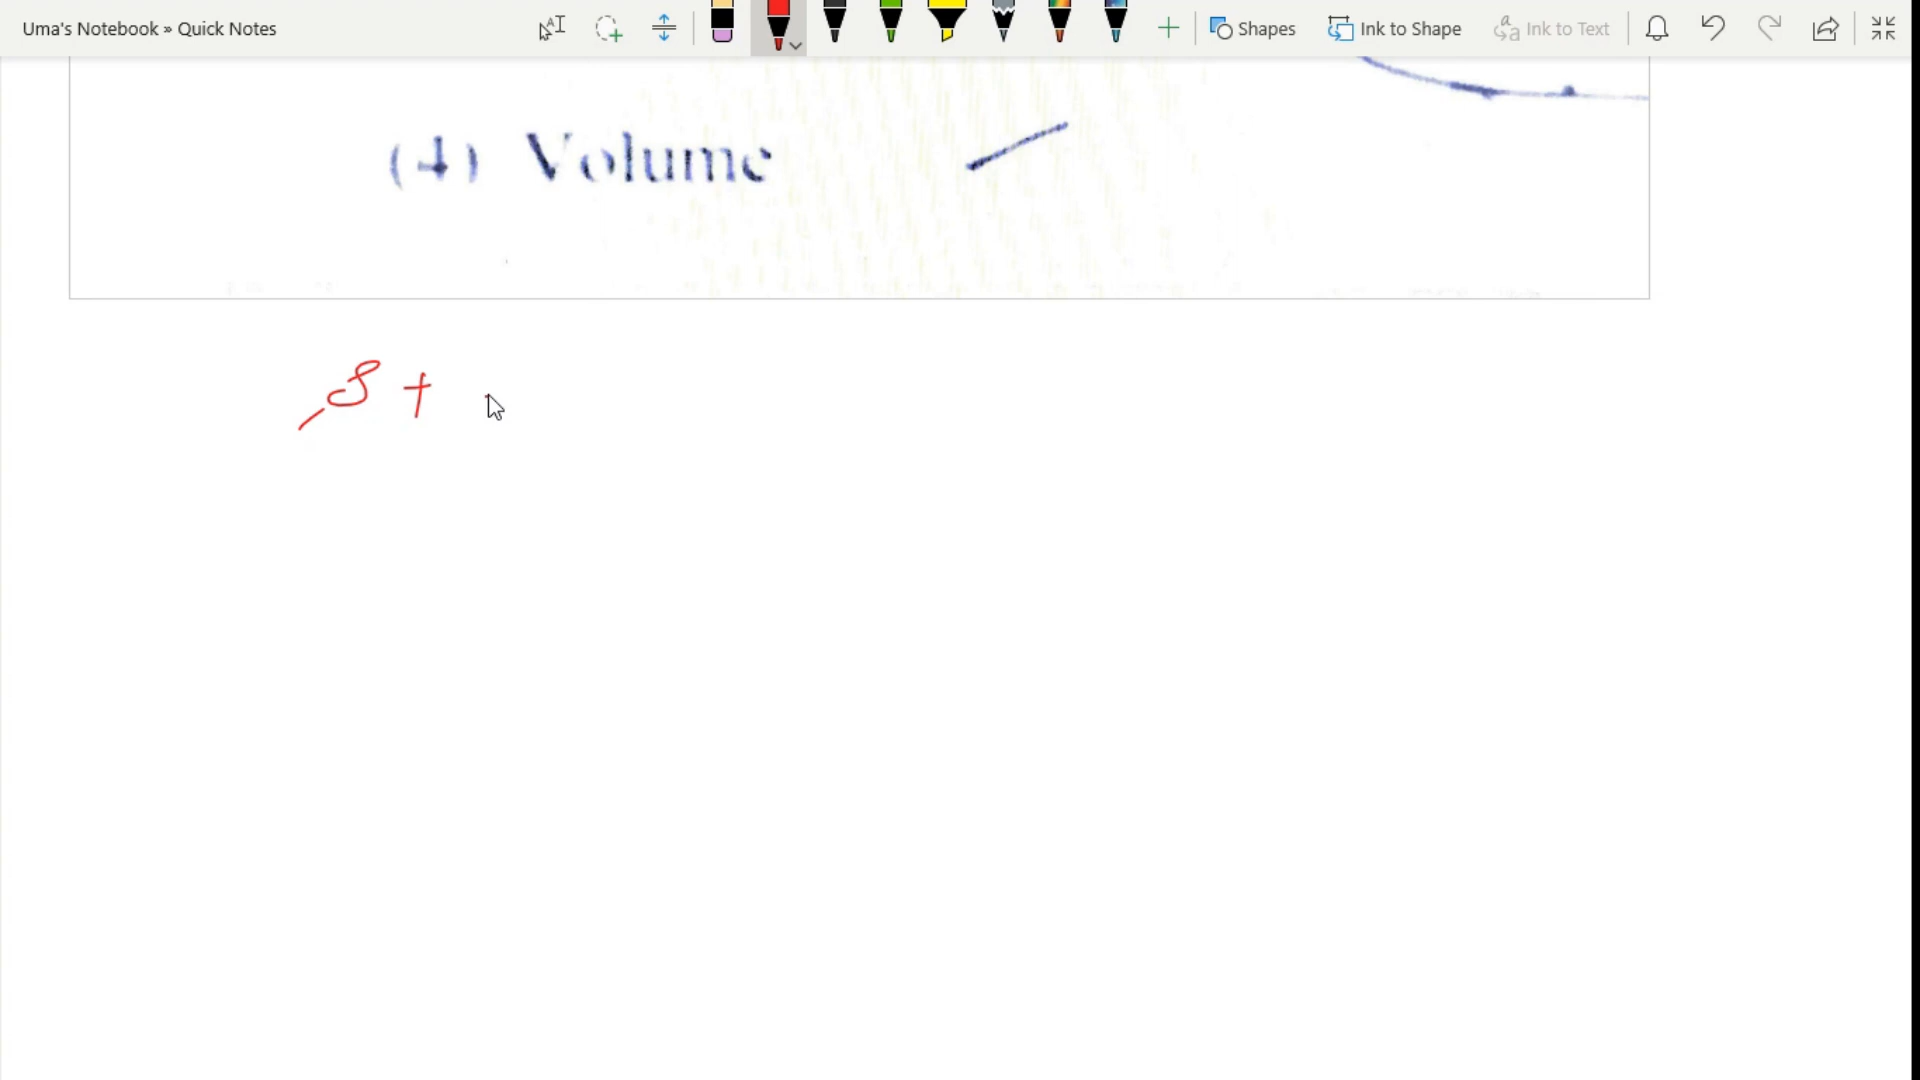 Uma's Notebook » Quick Notes Shapes Ink to Shape Ink to Text
(4) Volume
S +